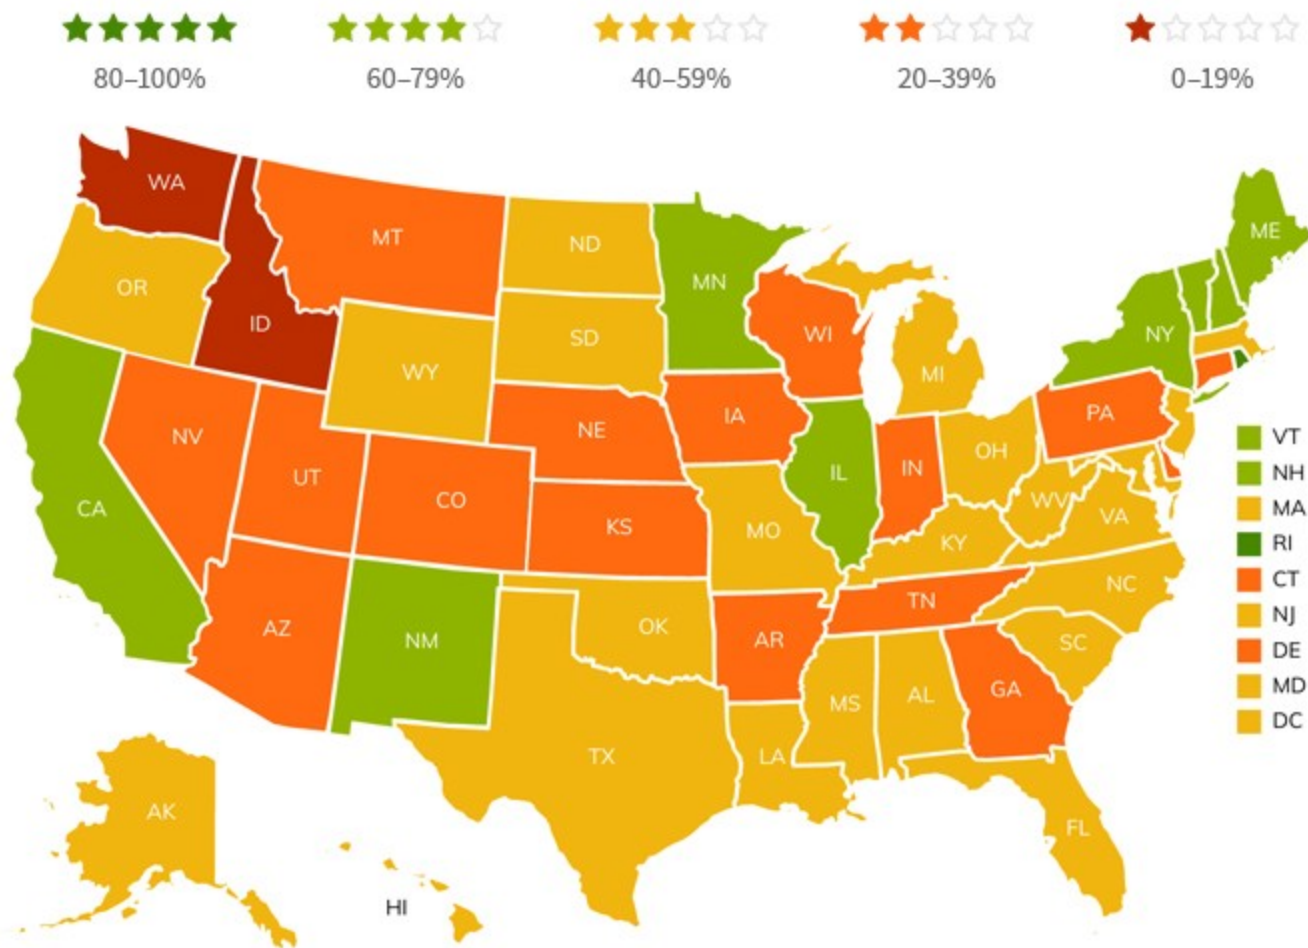 80–100% 60–79% 40–59% 20–39% 0–19%
WA
ME
MT
ND
OR
MN
ID
WI
NY
SD
WY
MI
PA
IA
NE
NV
VT
OH
IN
IL
NH
UT
CO
WV
CA
MA
VA
KS
MO
KY
RI
CT
NC
TN
NJ
AZ
OK
NM
AR
SC
DE
GA
MD
AL
MS
DC
TX
LA
AK
FL
HI